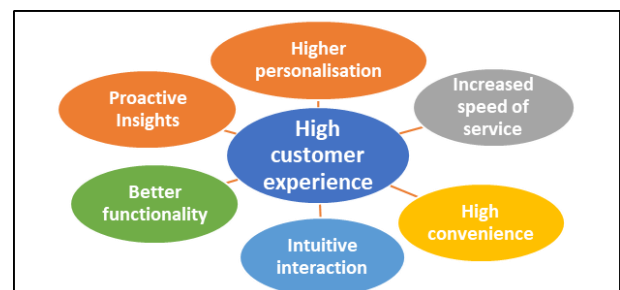 Higher
personalisation
Proactive
Insights
Increased
speed of
service
High
customer
experience
Better
functionality
High
convenience
Intuitive
interaction